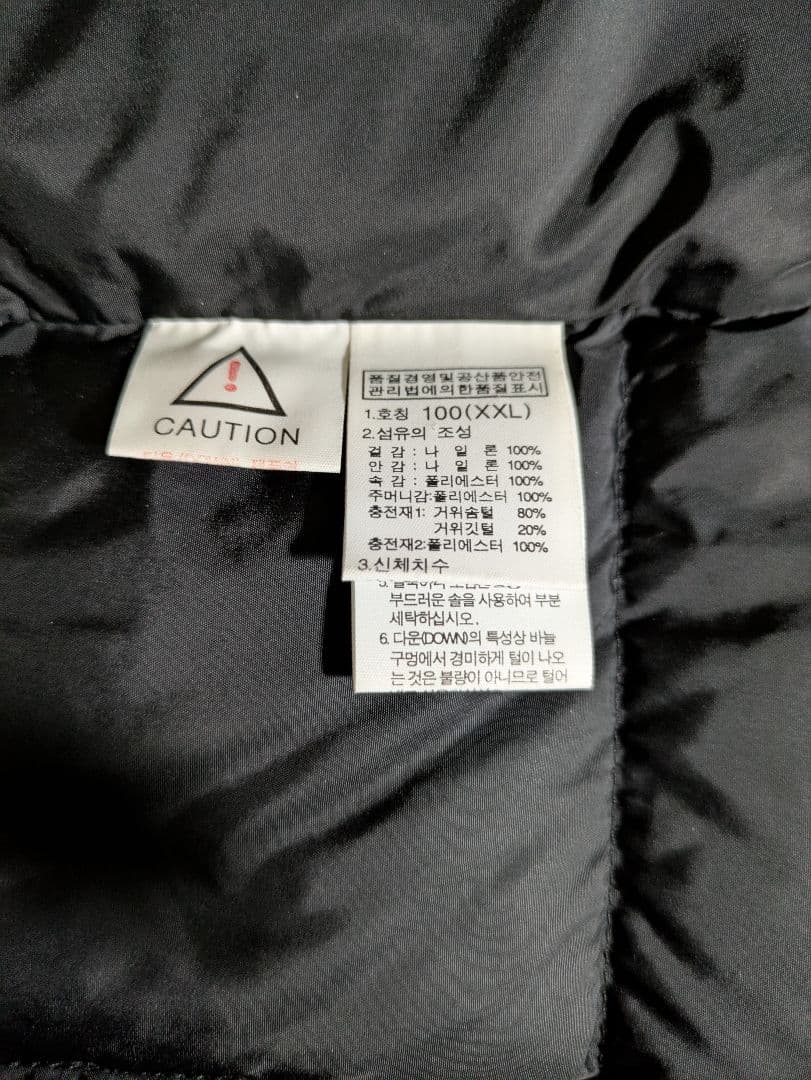 !
CAUTION
품질경영및공산품안전
관리법에의한품질표시
1.호칭 100(XXL)
2.섬유의 조성
겉 감 : 나 일 론 100%
안 감 : 나 일 론 100%
속 감 : 폴리에스터 100%
주머니감:폴리에스터 100%
충전재1: 거위솜털 80%
거위깃털 20%
충전재2:폴리에스터 100%
3.신체치수
부드러운 솔을 사용하여 부분
세탁하십시오.
6. 다운(DOWN)의 특성상 바늘
구멍에서 경미하게 털이 나오
는 것은 불량이 아니므로 털어